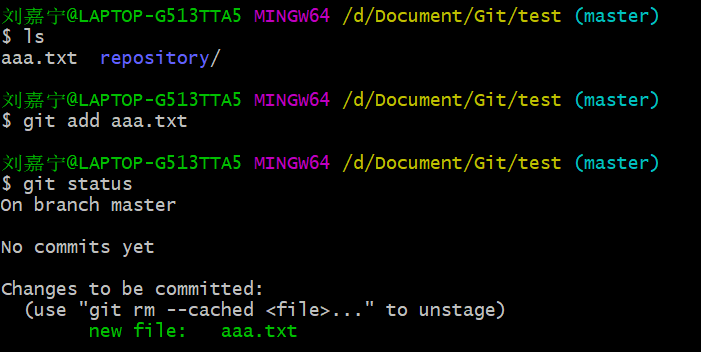 刘嘉宁@LAPTOP-G513TTA5 MINGW64 /d/Document/Git/test (master)
$ ls
aaa.txt  repository/
刘嘉宁@LAPTOP-G513TTA5 MINGW64 /d/Document/Git/test (master)
$ git add aaa.txt
刘嘉宁@LAPTOP-G513TTA5 MINGW64 /d/Document/Git/test (master)
$ git status
On branch master
No commits yet
Changes to be committed:
  (use "git rm --cached <file>..." to unstage)
        new file:   aaa.txt